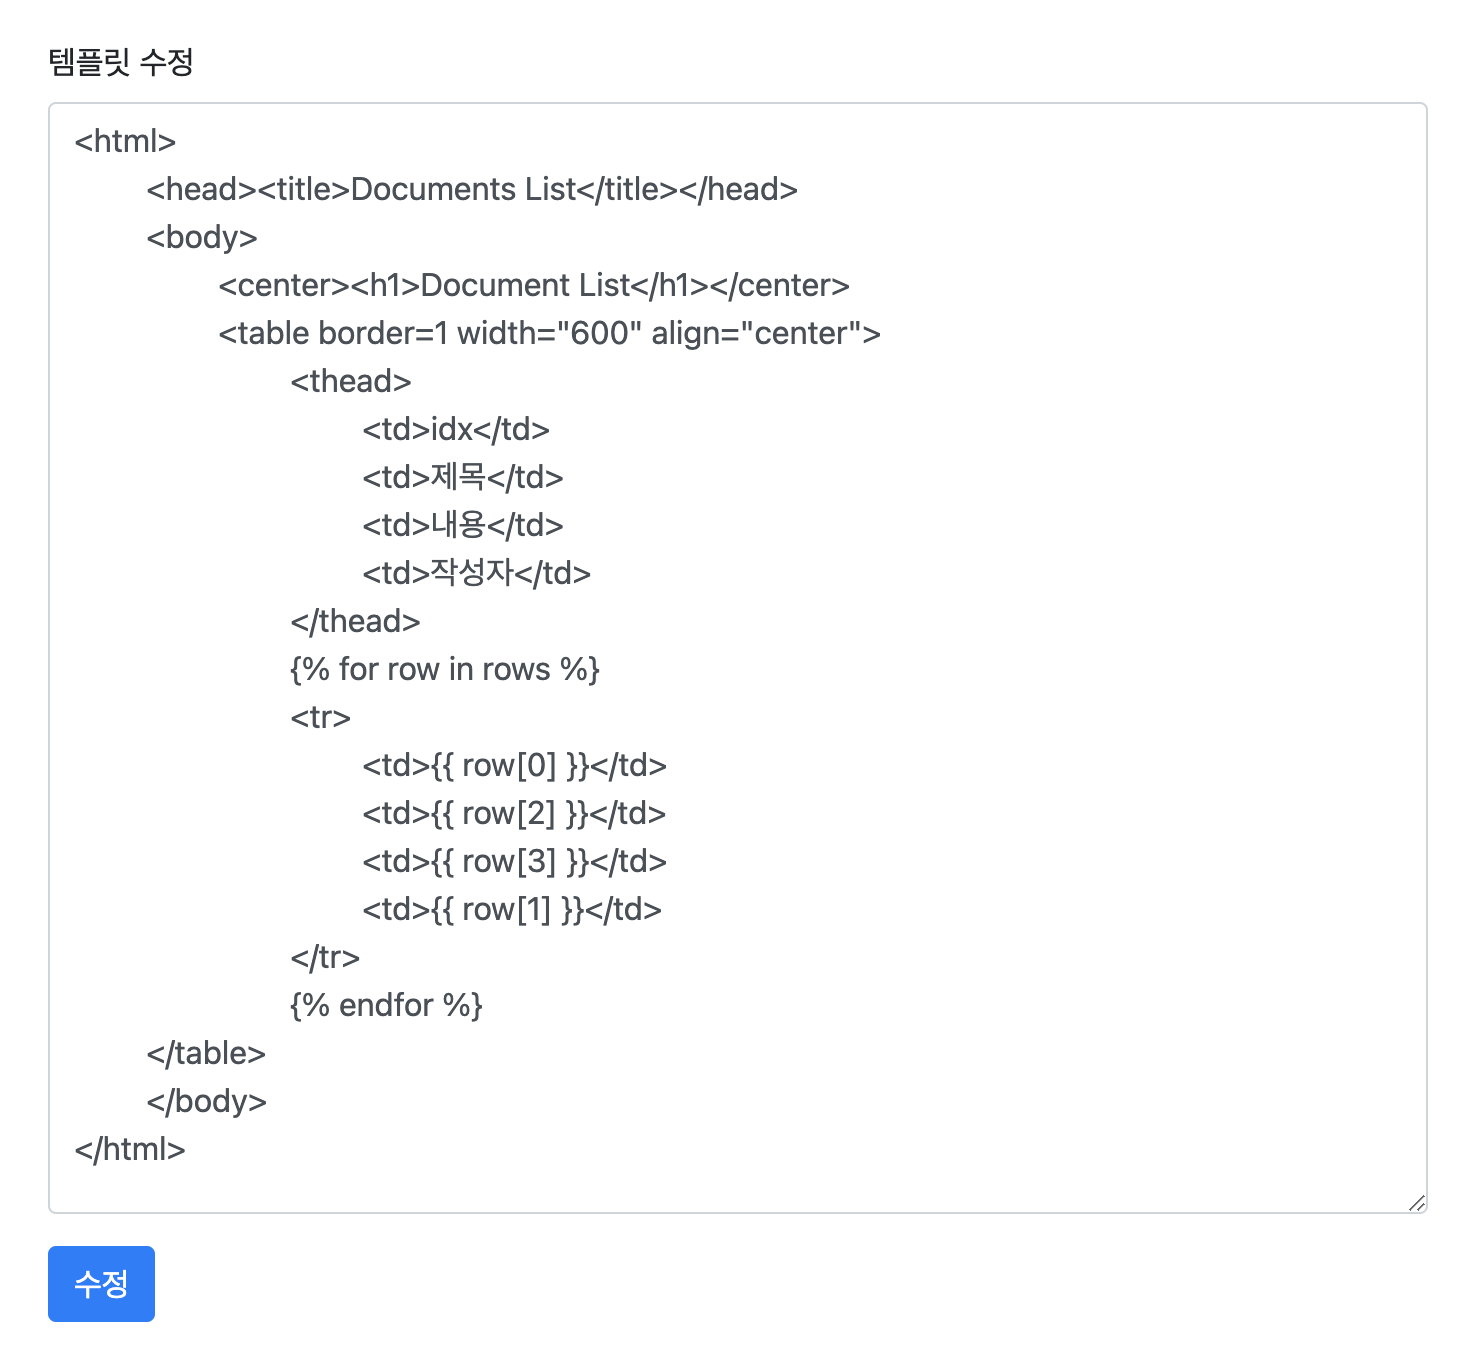 템플릿 수정
<html>
<head><title>Documents List</title></head>
<body>
<center><h1>Document List</h1></center>
<table border=1 width="600" align="center">
<thead>
<td>idx</td>
<td>제목</td>
<td>내용</td>
<td>작성자</td>
</thead>
{% for row in rows %}
<tr>
<td>{{ row[0] }}</td>
<td>{{ row[2] }}</td>
<td>{{ row[3] }}</td>
<td>{{ row[1] }}</td>
</tr>
{% endfor %}
</table>
</body>
</html>
수정